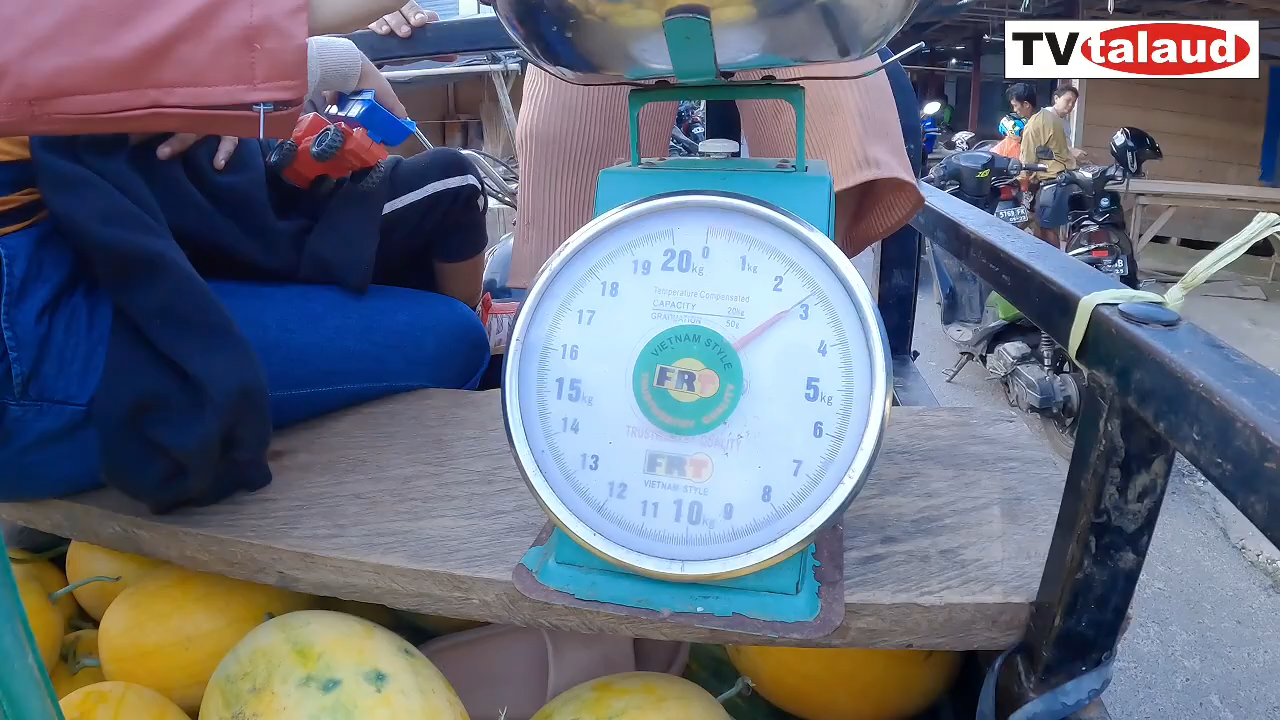 TVtalaud
20kg
0
1kg
2
3
4
5kg
6
7
8
9
10kg
11
12
13
14
15kg
16
17
18
19
Temperature Compensated
CAPACITY 20kg
GRADUATION 50g
VIETNAM STYLE
FRT
QUALITY
FRT
VIETNAM STYLE